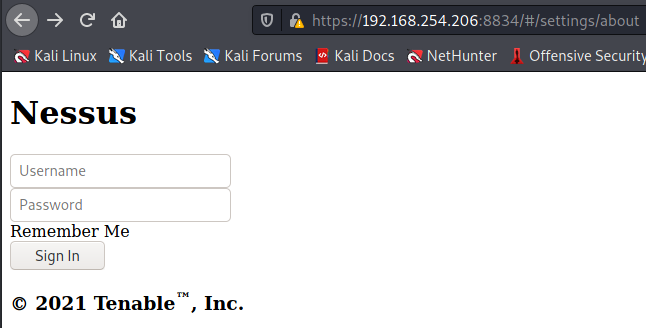 https://192.168.254.206:8834/#/settings/about
Kali Linux Kali Tools Kali Forums Kali Docs NetHunter Offensive Security
Nessus
Username
Password
Remember Me
Sign In
© 2021 Tenable™, Inc.